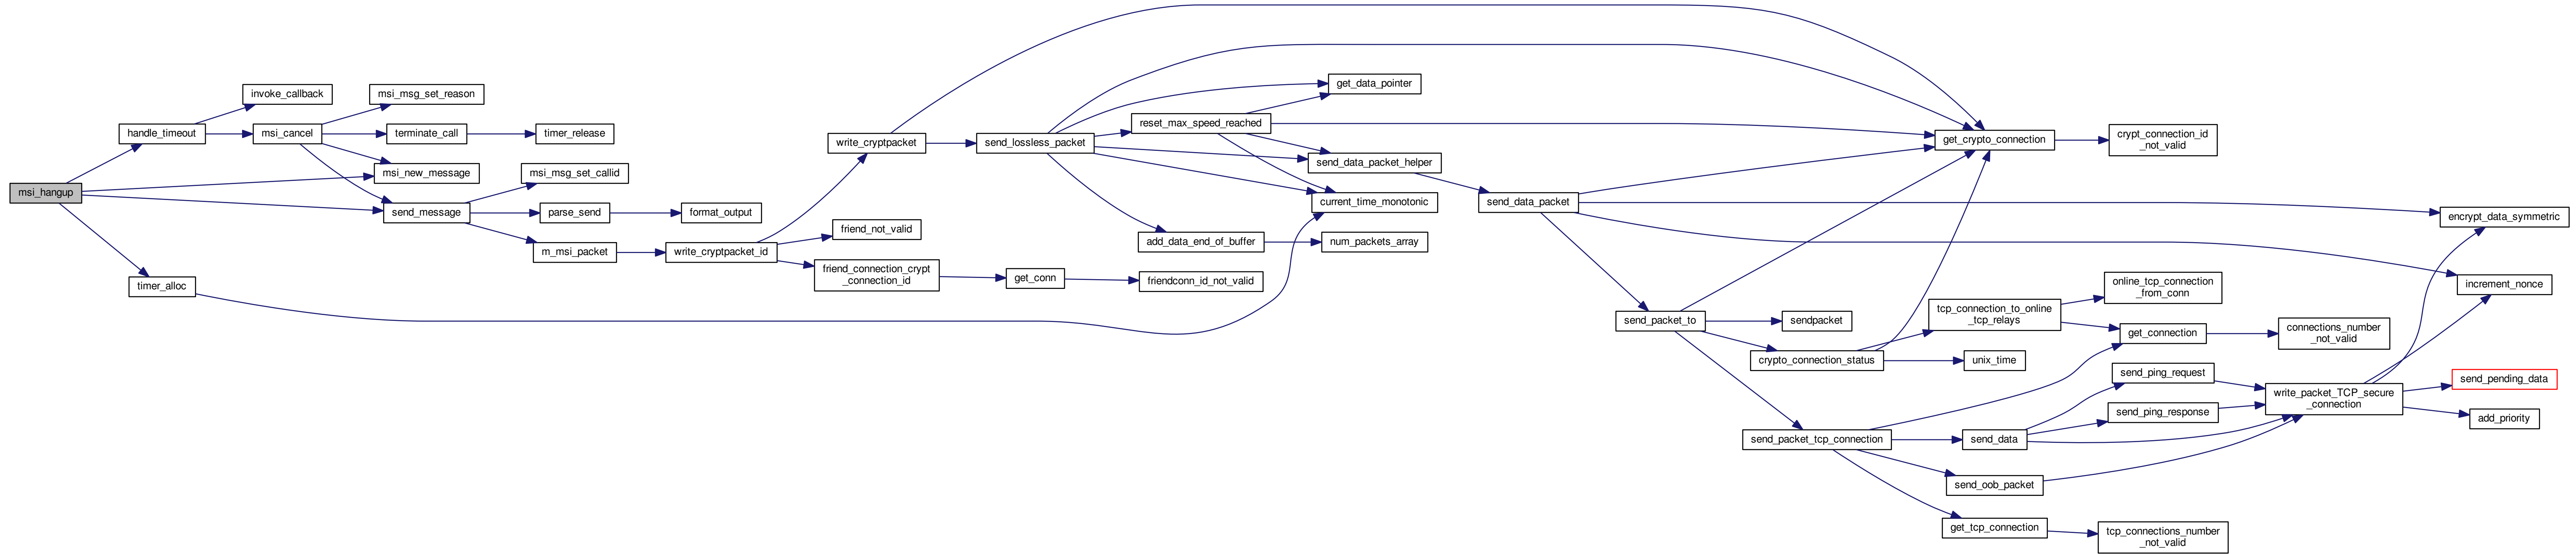 msi_hangup
handle_timeout
timer_alloc
invoke_callback
msi_cancel
msi_msg_set_reason
terminate_call
msi_new_message
send_message
timer_release
msi_msg_set_callid
parse_send
m_msi_packet
format_output
write_cryptpacket_id
write_cryptpacket
friend_not_valid
friend_connection_crypt
_connection_id
send_lossless_packet
get_conn
reset_max_speed_reached
add_data_end_of_buffer
friendconn_id_not_valid
get_data_pointer
send_data_packet_helper
current_time_monotonic
num_packets_array
send_data_packet
send_packet_to
sendpacket
crypto_connection_status
send_packet_tcp_connection
get_crypto_connection
tcp_connection_to_online
_tcp_relays
unix_time
send_data
send_oob_packet
get_tcp_connection
crypt_connection_id
_not_valid
online_tcp_connection
_from_conn
get_connection
send_ping_request
send_ping_response
tcp_connections_number
_not_valid
connections_number
_not_valid
write_packet_TCP_secure
_connection
encrypt_data_symmetric
increment_nonce
send_pending_data
add_priority